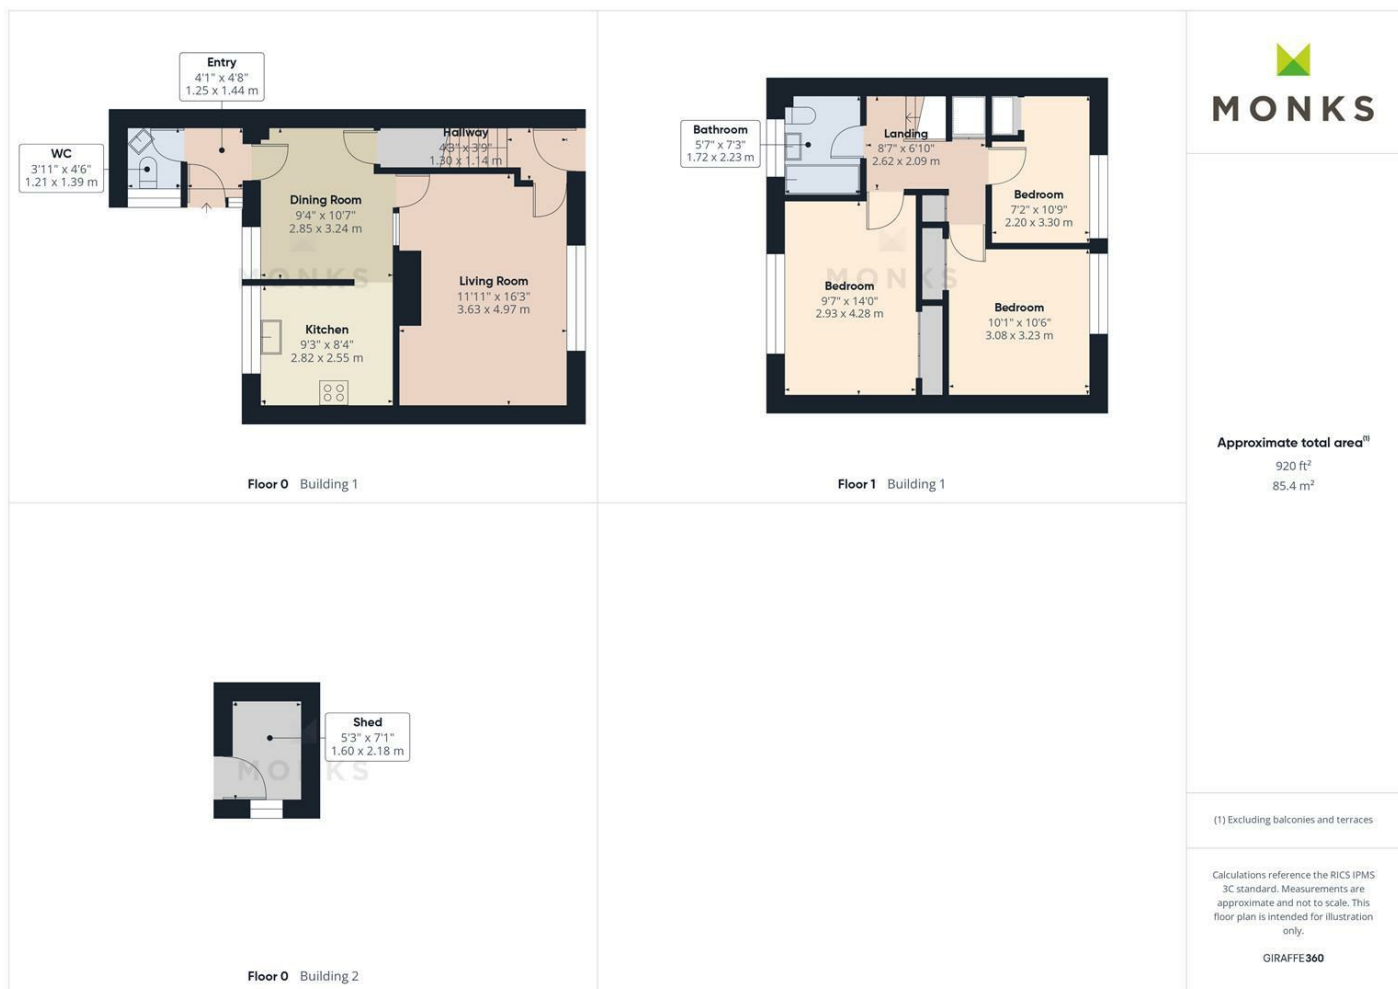 Entry
4'1" x 4'8"
1.25 x 1.44 m
WC
3'11" x 4'6"
1.21 x 1.39 m
Hallway
4'3" x 3'9"
1.30 x 1.14 m
Dining Room
9'4" x 10'7"
2.85 x 3.24 m
MONKS
Living Room
11'11" x 16'3"
3.63 x 4.97 m
Kitchen
9'3" x 8'4"
2.82 x 2.55 m
Floor 0 Building 1
Bathroom
5'7" x 7'3"
1.72 x 2.23 m
Landing
8'7" x 6'10"
2.62 x 2.09 m
Bedroom
7'2" x 10'9"
2.20 x 3.30 m
MONKS
Bedroom
9'7" x 14'0"
2.93 x 4.28 m
Bedroom
10'1" x 10'6"
3.08 x 3.23 m
Floor 1 Building 1
Shed
5'3" x 7'1"
1.60 x 2.18 m
MONKS
Floor 0 Building 2
MONKS
Approximate total area(1)
920 ft²
85.4 m²
(1) Excluding balconies and terraces
Calculations reference the RICS IPMS
3C standard. Measurements are
approximate and not to scale. This
floor plan is intended for illustration
only.
GIRAFFE360